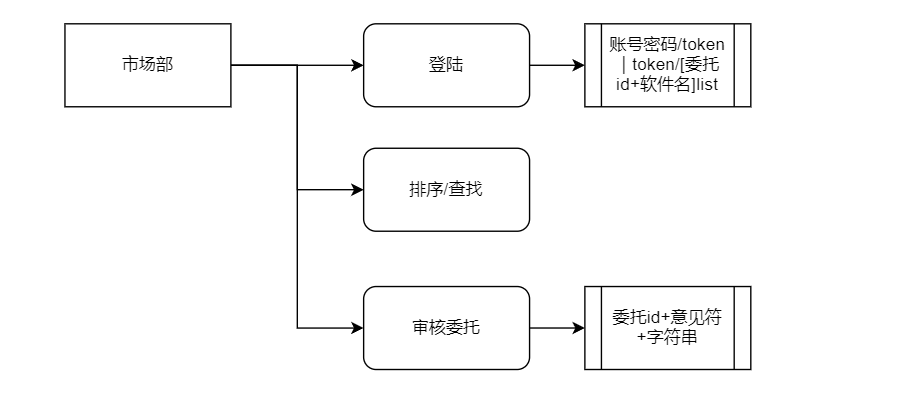 市场部
登陆
账号密码/token
| token/[委托
id+软件名]list
排序/查找
审核委托
委托id+意见符
+字符串